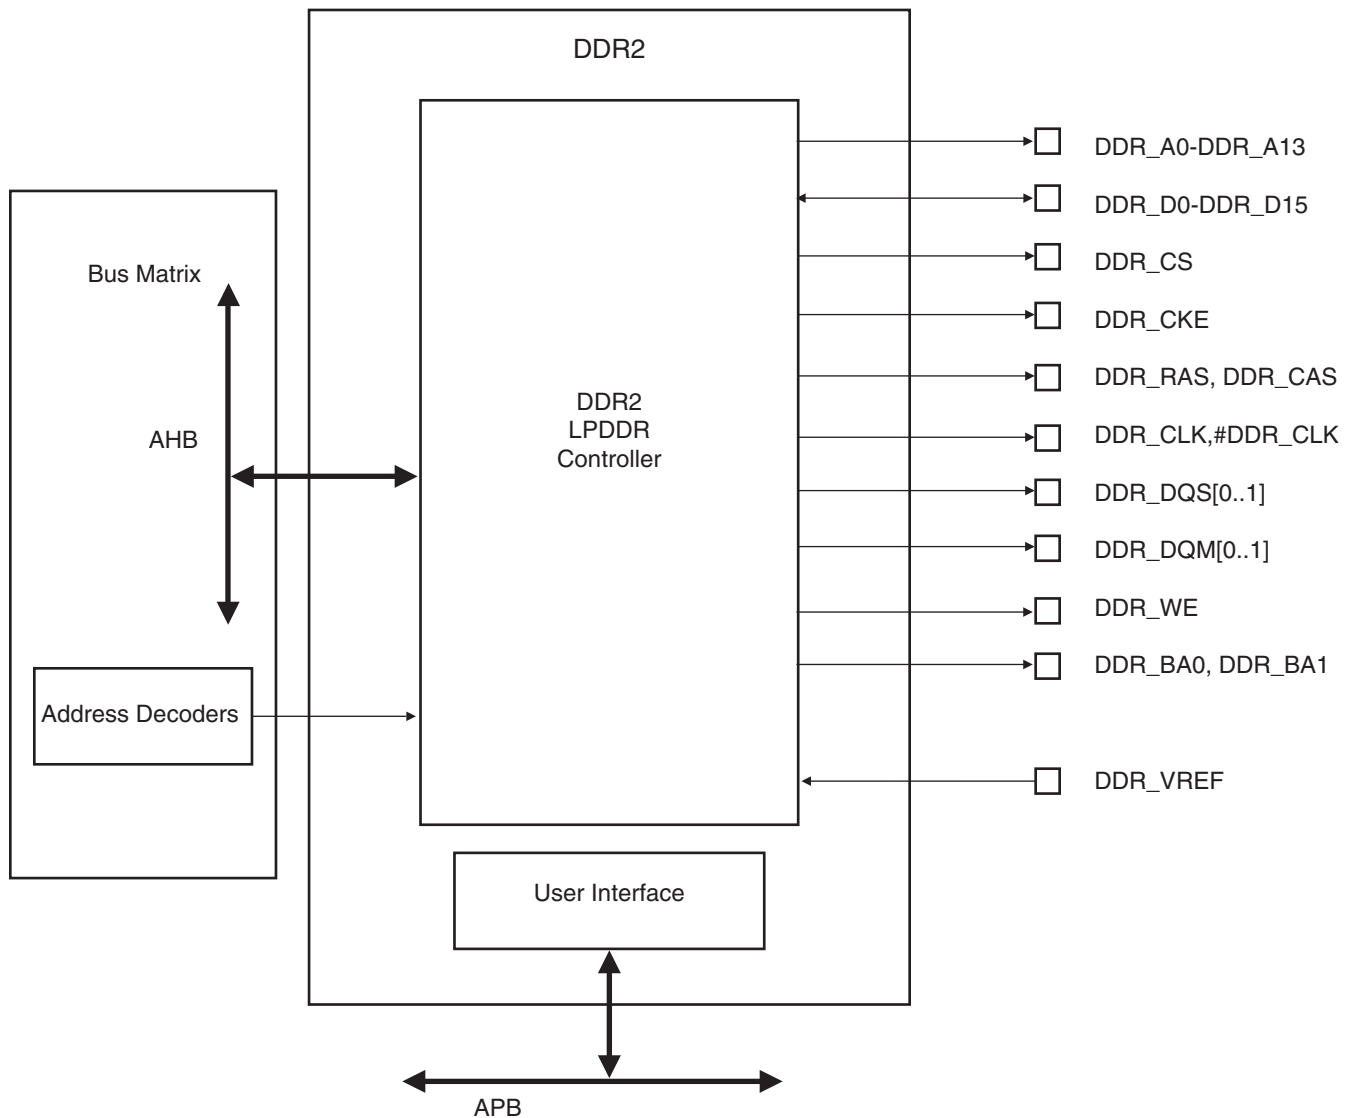 DDR2
DDR_A0-DDR_A13
DDR_D0-DDR_D15
DDR_CS
DDR_CKE
DDR_RAS, DDR_CAS
DDR_CLK,#DDR_CLK
DDR_DQS[0..1]
DDR_DQM[0..1]
DDR_WE
DDR_BA0, DDR_BA1
DDR_VREF
Bus Matrix
AHB
Address Decoders
DDR2
LPDDR
Controller
User Interface
APB